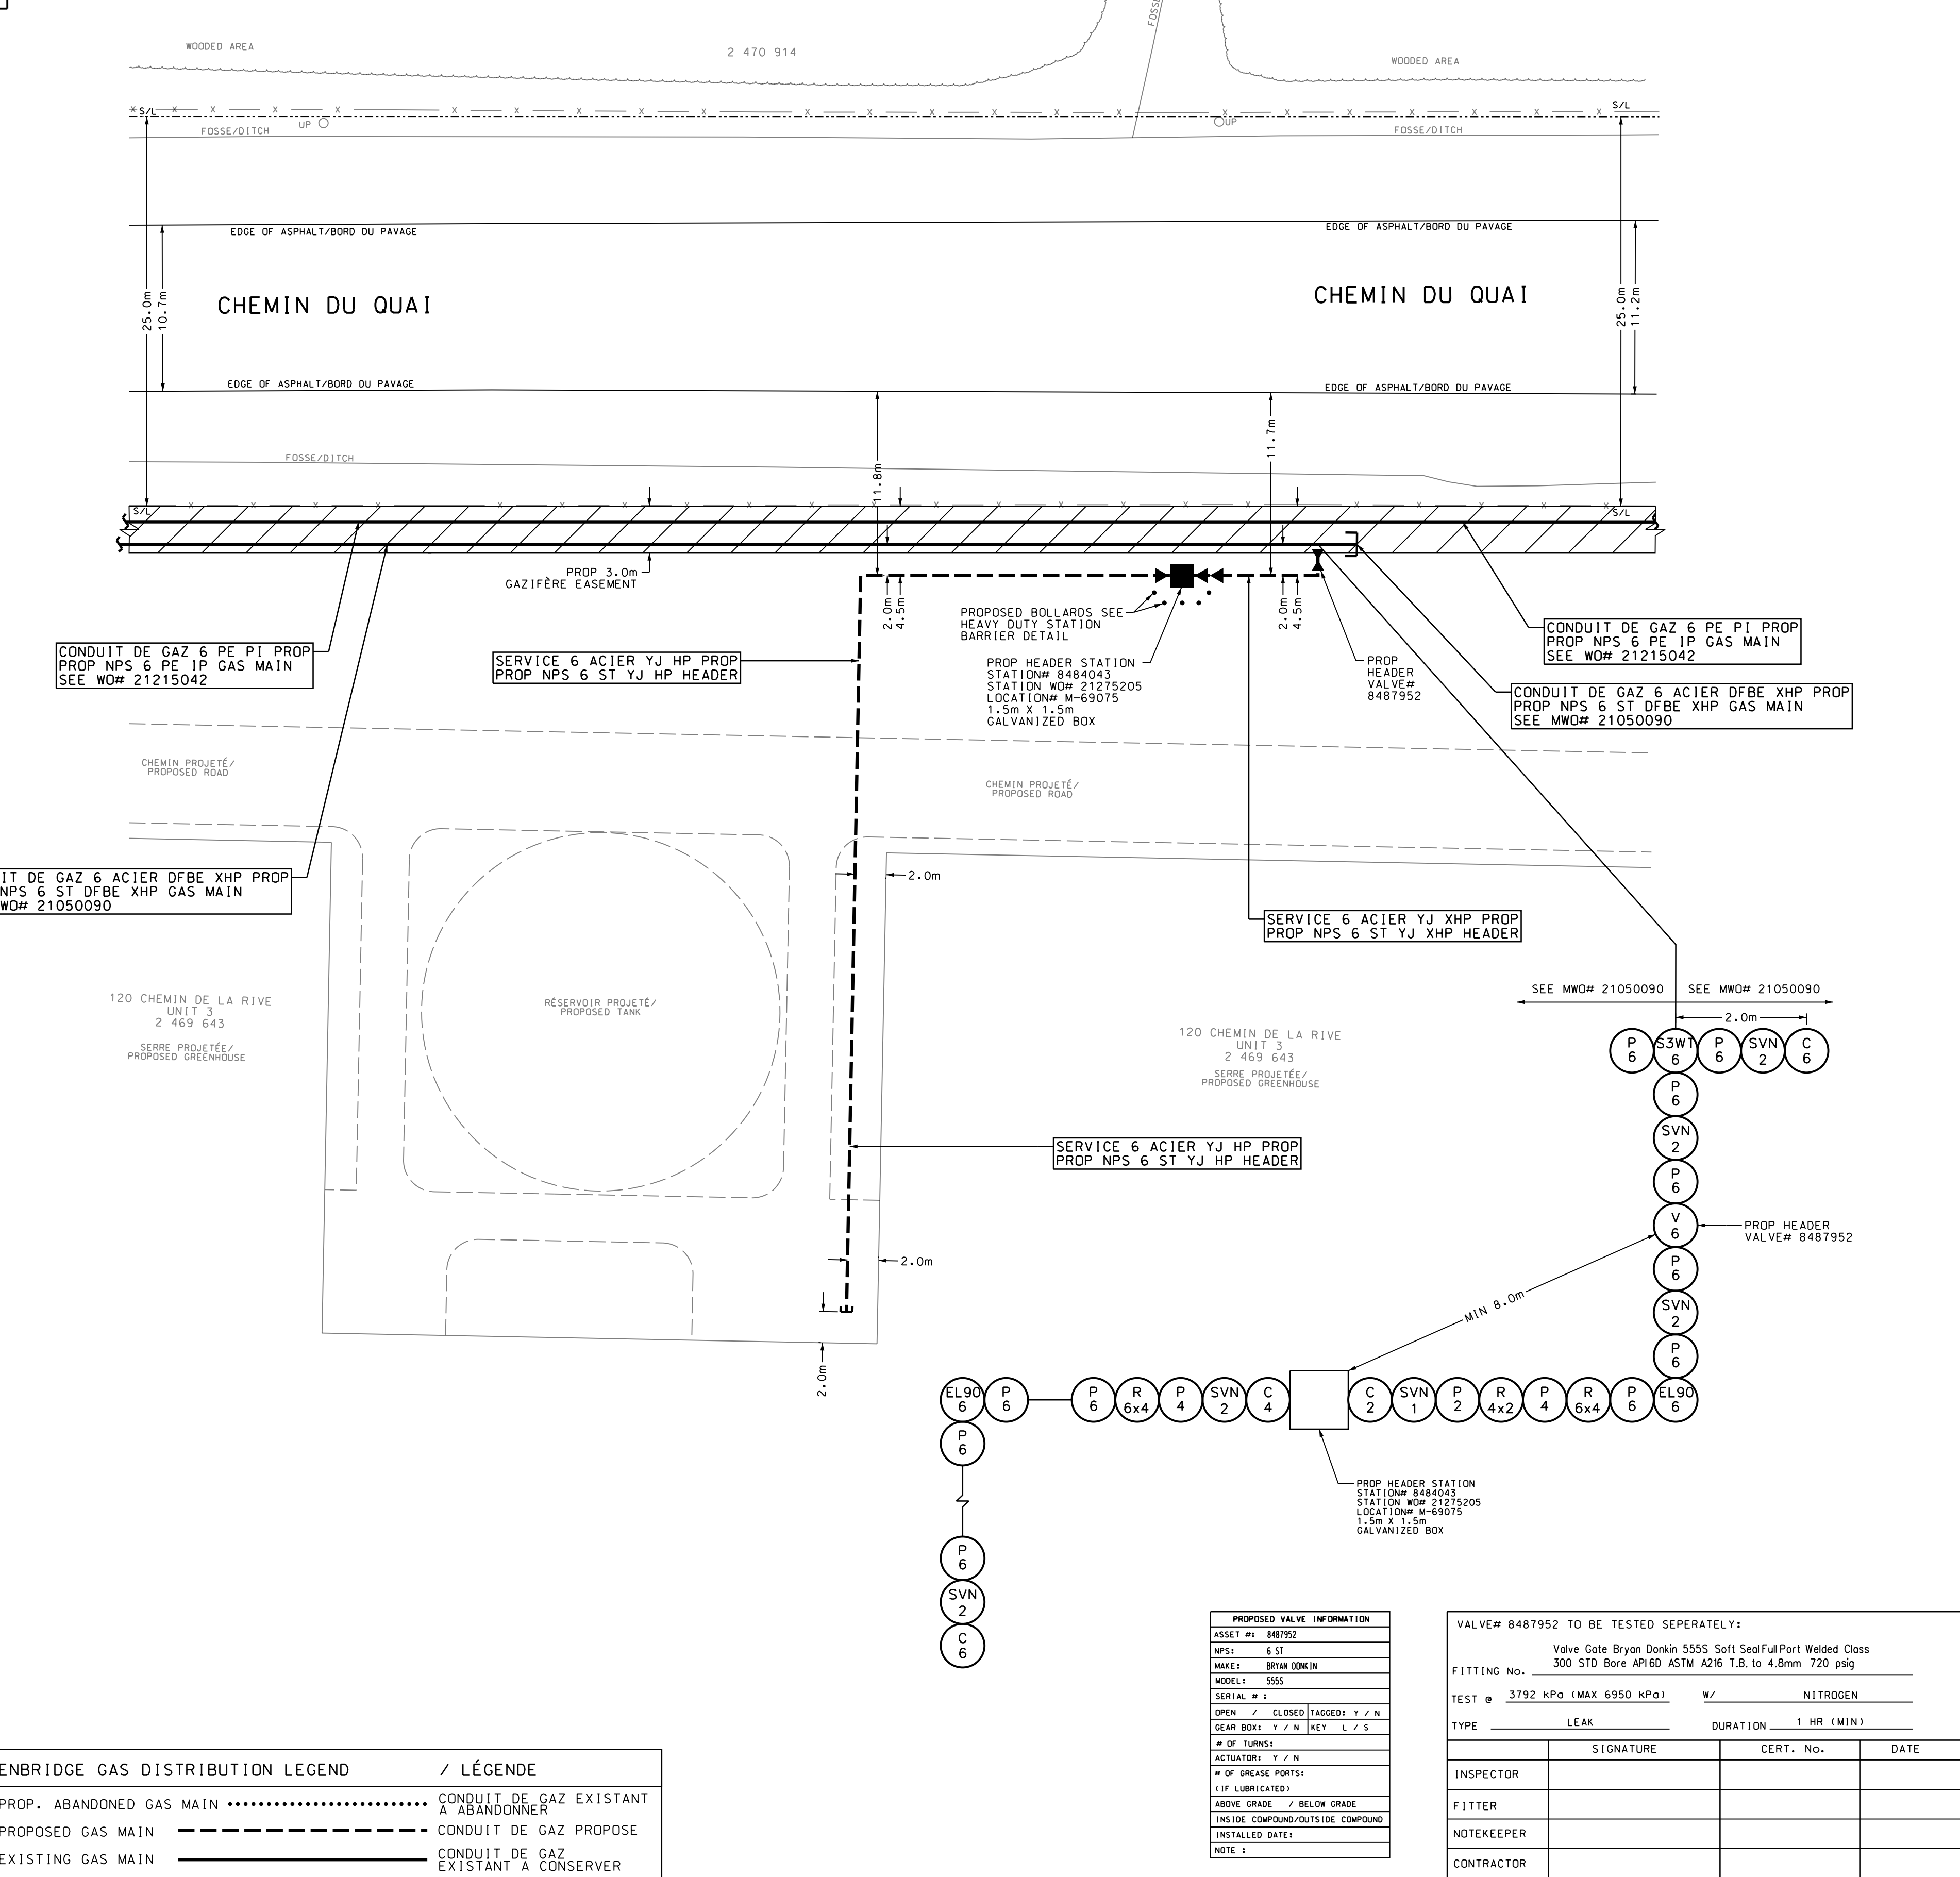 WOODED AREA
2 470 914
FOSSE
WOODED AREA
S/L
UP
FOSSE/DITCH
UP
S/L
FOSSE/DITCH
EDGE OF ASPHALT/BORD DU PAVAGE
EDGE OF ASPHALT/BORD DU PAVAGE
25.0m
10.7m
CHEMIN DU QUAI
CHEMIN DU QUAI
25.0m
11.2m
EDGE OF ASPHALT/BORD DU PAVAGE
EDGE OF ASPHALT/BORD DU PAVAGE
FOSSE/DITCH
11.8m
11.7m
S/L
S/L
PROP 3.0m
GAZIFÈRE EASEMENT
2.0m
4.5m
PROPOSED BOLLARDS SEE
HEAVY DUTY STATION
BARRIER DETAIL
2.0m
4.5m
CONDUIT DE GAZ 6 PE PI PROP
PROP NPS 6 PE IP GAS MAIN
SEE WO# 21215042
SERVICE 6 ACIER YJ HP PROP
PROP NPS 6 ST YJ HP HEADER
PROP HEADER STATION
STATION# 8484043
STATION WO# 21275205
LOCATION# M-69075
1.5m X 1.5m
GALVANIZED BOX
PROP
HEADER
VALVE#
8487952
CONDUIT DE GAZ 6 PE PI PROP
PROP NPS 6 PE IP GAS MAIN
SEE WO# 21215042
CONDUIT DE GAZ 6 ACIER DFBE XHP PROP
PROP NPS 6 ST DFBE XHP GAS MAIN
SEE MWO# 21050090
CHEMIN PROJETÉ/
PROPOSED ROAD
CHEMIN PROJETÉ/
PROPOSED ROAD
IT DE GAZ 6 ACIER DFBE XHP PROP
NPS 6 ST DFBE XHP GAS MAIN
WO# 21050090
2.0m
SERVICE 6 ACIER YJ XHP PROP
PROP NPS 6 ST YJ XHP HEADER
120 CHEMIN DE LA RIVE
UNIT 3
2 469 643
SERRE PROJETÉE/
PROPOSED GREENHOUSE
RÉSERVOIR PROJETÉ/
PROPOSED TANK
120 CHEMIN DE LA RIVE
UNIT 3
2 469 643
SERRE PROJETÉE/
PROPOSED GREENHOUSE
SEE MWO# 21050090
SEE MWO# 21050090
2.0m
P 6
S3WT 6
P 6
SVN 2
C 6
P 6
SVN 2
P 6
V 6
P 6
SVN 2
P 6
SERVICE 6 ACIER YJ HP PROP
PROP NPS 6 ST YJ HP HEADER
PROP HEADER
VALVE# 8487952
2.0m
MIN 8.0m
2.0m
EL90 6
P 6
P 6
R 6x4
P 4
SVN 2
C 4
C 2
SVN 1
P 2
R 4x2
P 4
R 6x4
P 6
EL90 6
P 6
P 6
SVN 2
C 6
PROP HEADER STATION
STATION# 8484043
STATION WO# 21275205
LOCATION# M-69075
1.5m X 1.5m
GALVANIZED BOX
PROPOSED VALVE INFORMATION
ASSET #: 8487952
NPS: 6 ST
MAKE: BRYAN DONKIN
MODEL: 555S
SERIAL # :
OPEN / CLOSED TAGGED: Y / N
GEAR BOX: Y / N KEY L / S
# OF TURNS:
ACTUATOR: Y / N
# OF GREASE PORTS:
(IF LUBRICATED)
ABOVE GRADE / BELOW GRADE
INSIDE COMPOUND/OUTSIDE COMPOUND
INSTALLED DATE:
NOTE :
VALVE# 8487952 TO BE TESTED SEPERATELY:
Valve Gate Bryan Donkin 555S Soft Seal Full Port Welded Class
FITTING No. 300 STD Bore API6D ASTM A216 T.B. to 4.8mm 720 psig
TEST @ 3792 kPa (MAX 6950 kPa) W/ NITROGEN
TYPE LEAK DURATION 1 HR (MIN)
SIGNATURE CERT. No. DATE
INSPECTOR
FITTER
NOTEKEEPER
CONTRACTOR
ENBRIDGE GAS DISTRIBUTION LEGEND / LÉGENDE
PROP. ABANDONED GAS MAIN CONDUIT DE GAZ EXISTANT
A ABANDONNER
PROPOSED GAS MAIN CONDUIT DE GAZ PROPOSE
EXISTING GAS MAIN CONDUIT DE GAZ
EXISTANT A CONSERVER